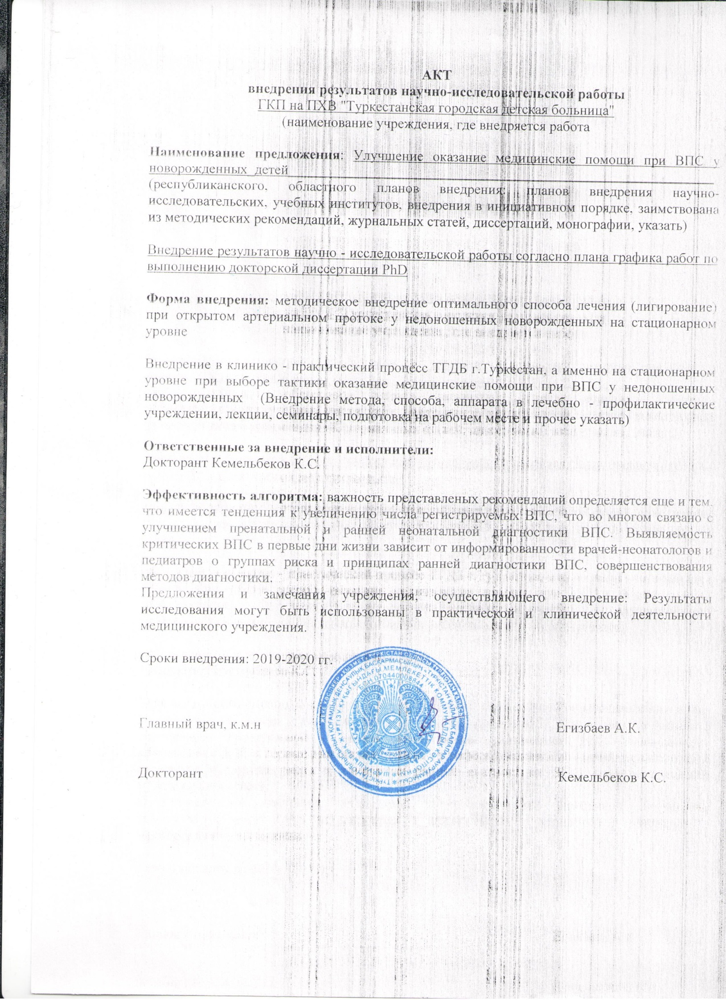 АКТ
внедрения результатов научно-исследовательской работы
ГКП на ПХВ "Туркестанская городская детская больница"
(наименование учреждения, где внедряется работа
Наименование предложения: Улучшение оказание медицинские помощи при ВПС у
новорожденных детей
(республиканского, областного планов внедрения; планов внедрения научно-
исследовательских, учебных институтов, внедрения в инициативном порядке, заимствована
из методических рекомендаций, журнальных статей, диссертаций, монографии, указать)
Внедрение результатов научно - исследовательской работы согласно плана графика работ по
выполнению докторской диссертации PhD
Форма внедрения: методическое внедрение оптимального способа лечения (лигирование)
при открытом артериальном протоке у недоношенных новорожденных на стационарном
уровне
Внедрение в клинико - практический процесс ТГДБ г.Туркестан, а именно на стационарном
уровне при выборе тактики оказание медицинские помощи при ВПС у недоношенных
новорожденных (Внедрение метода, способа, аппарата в лечебно - профилактические
учреждении, лекции, семинары, подготовка на рабочем месте и прочее указать)
Ответственные за внедрение и исполнители:
Докторант Кемельбеков К.С.
Эффективность алгоритма: важность представленых рекомендаций определяется еще и тем,
что имеется тенденция к увеличению числа регистрируемых ВПС, что во многом связано с
улучшением пренатальной и ранней неонатальной диагностики ВПС. Выявляемость
критических ВПС в первые дни жизни зависит от информированности врачей-неонатологов и
педиатров о группах риска и принципах ранней диагностики ВПС, совершенствования
методов диагностики.
Предложения и замечания учреждения, осуществляющего внедрение: Результаты
исследования могут быть использованы в практической и клинической деятельности
медицинского учреждения.
Сроки внедрения: 2019-2020 гг.
Главный врач, к.м.н Егизбаев А.К.
Докторант Кемельбеков К.С.
ТҮРКІСТАН ОБЛЫСЫНЫҢ ҚОҒАМДЫҚ ДЕНСАУЛЫҚ БАСҚАРМАСЫНЫҢ «ТҮРКІСТАН ҚАЛАЛЫҚ БАЛАЛАР АУРУХАНАСЫ»
ШАРУАШЫЛЫҚ ЖҮРГІЗУ ҚҰҚЫҒЫНДАҒЫ МЕМЛЕКЕТТІК КОММУНАЛДЫҚ КӘСІПОРНЫ
QAZAQSTAN